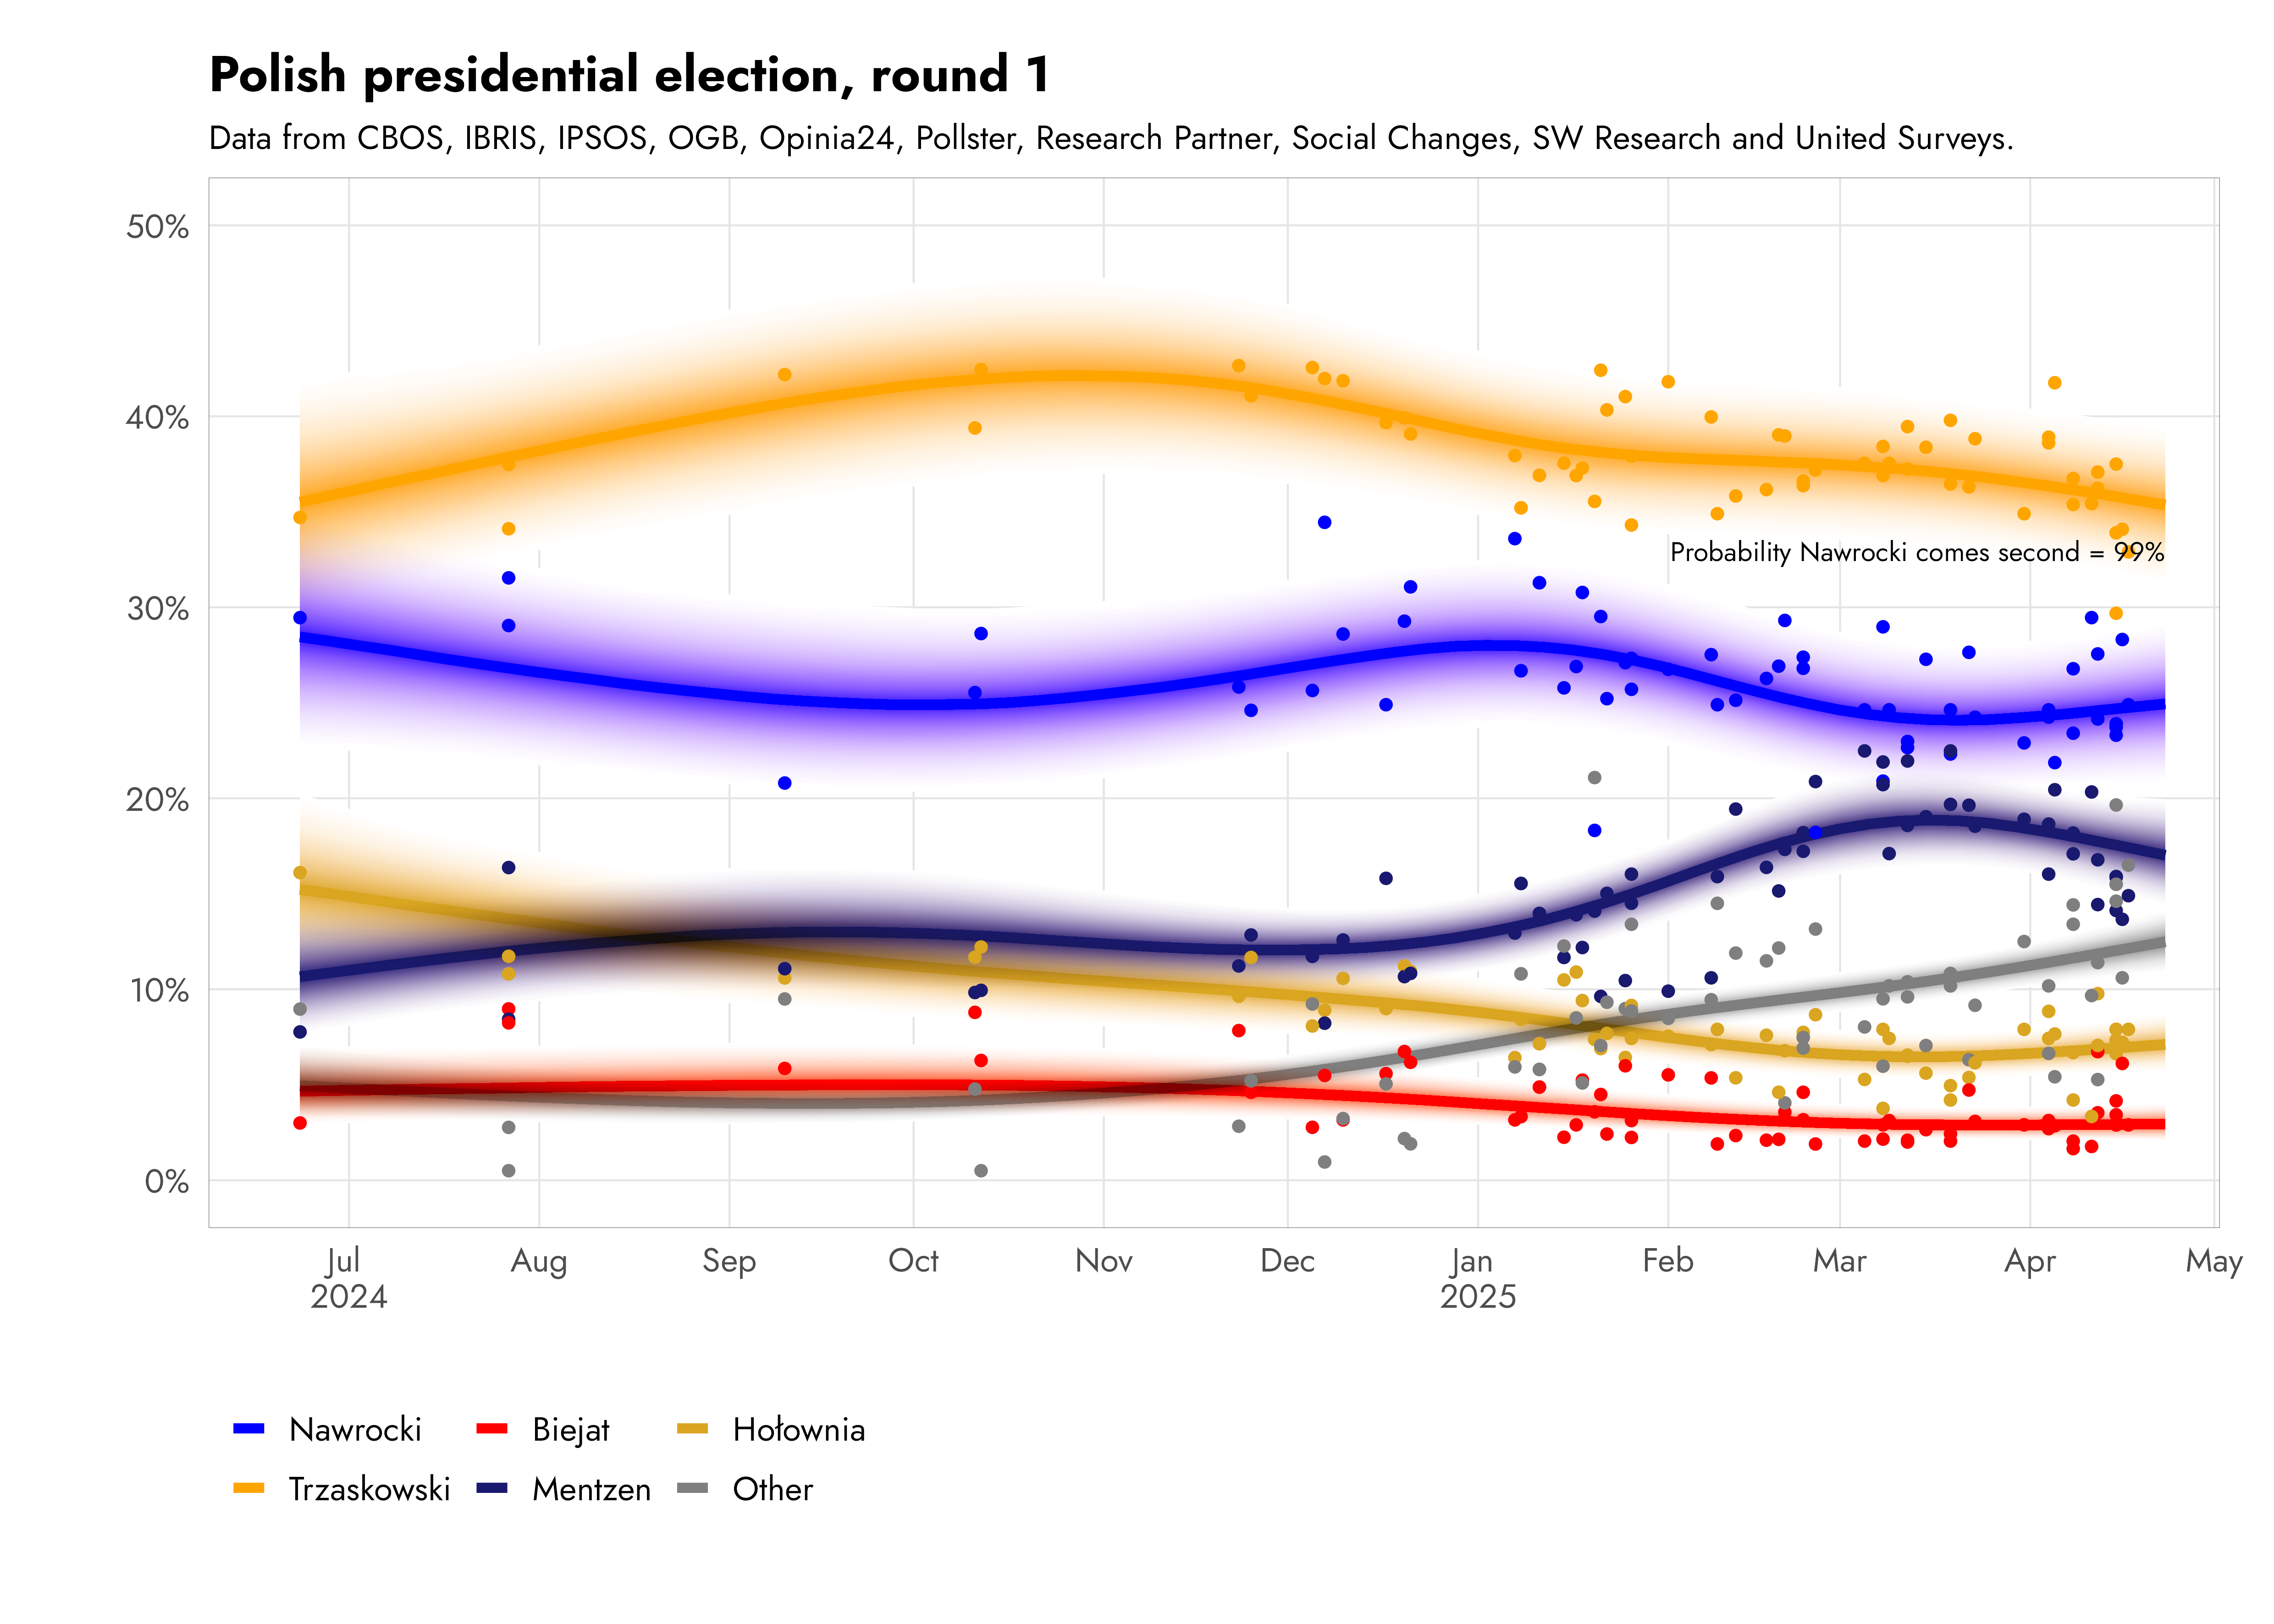 Polish presidential election, round 1
Data from CBOS, IBRIS, IPSOS, OGB, Opinia24, Pollster, Research Partner, Social Changes, SW Research and United Surveys.
50%
40%
30%
20%
10%
0%
Probability Nawrocki comes second = 99%
Jul Aug Sep Oct Nov Dec Jan Feb Mar Apr May
2024 2025
Nawrocki Biejat Hołownia
Trzaskowski Mentzen Other